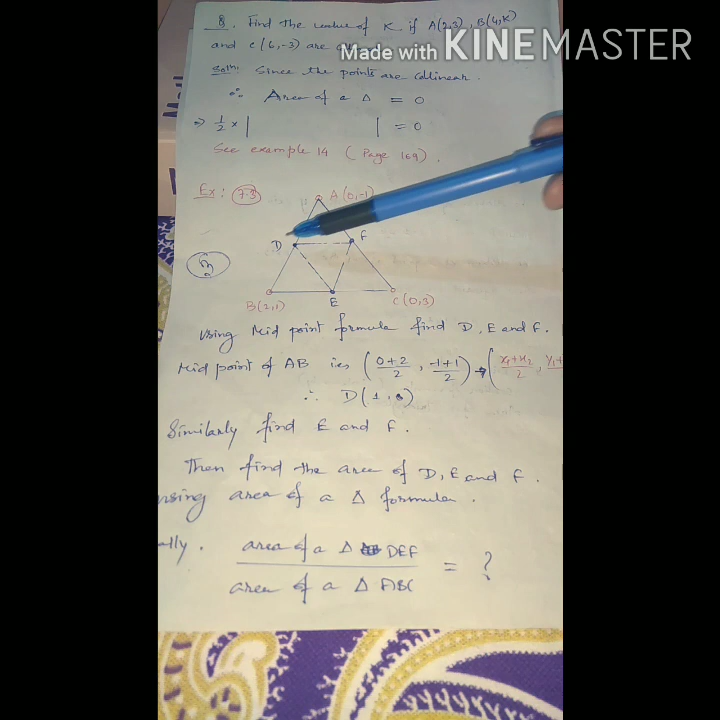 8. Find the value of K if A(2,3), B(4,K)
and C(6,-3) are
Made with KINEMASTER
Soln: Since the points are collinear.
∴ Area of a Δ = 0
⇒ 1/2 × | | = 0
See example 14 (Page 169).
Ex: 7.3
A(0,-1)
D F
3
B(2,1) E C(0,3)
Using Mid point formula find D, E and F.
Mid point of AB ies (0+2/2, -1+1/2) → (x1+x2/2, y1+
∴ D(1,0)
Similarly find E and F.
Then find the area of D, E and F.
using area of a Δ formula.
ally. area of a Δ DEF / area of a Δ ABC = ?